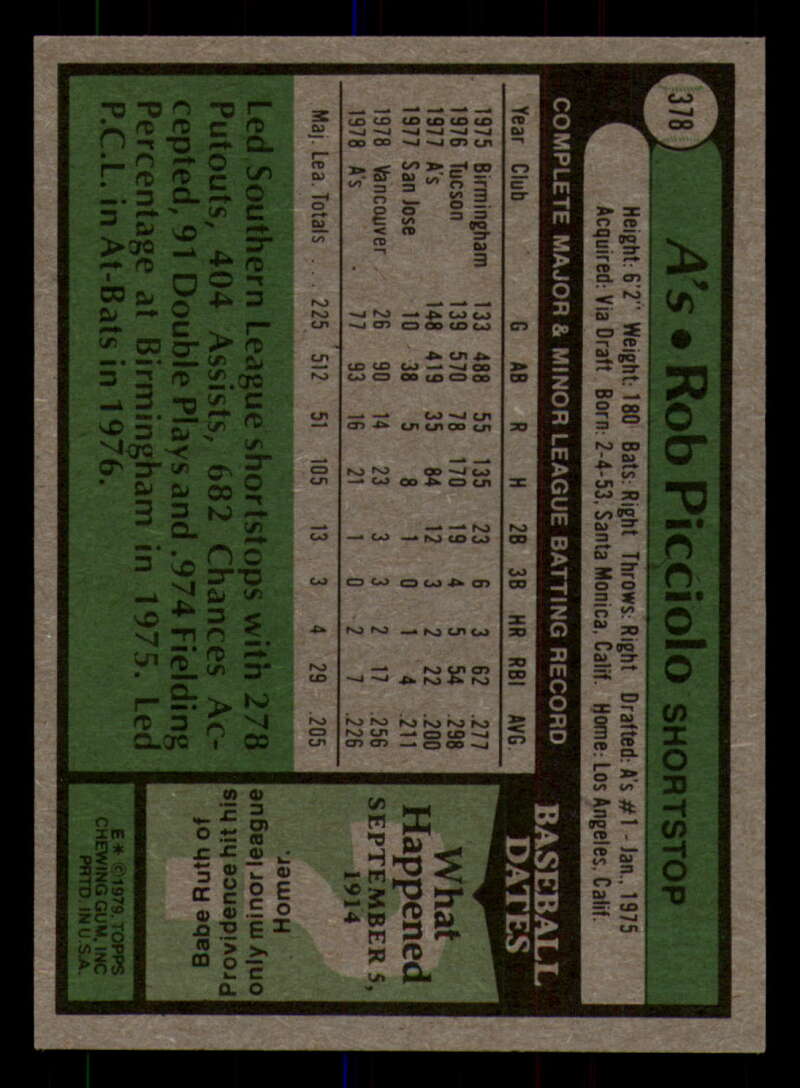 378
A's • Rob Picciolo SHORTSTOP
Height: 6'2" Weight: 180 Bats: Right Throws: Right Drafted: A's #1 - Jan., 1975
Acquired: Via Draft Born: 2-4-53, Santa Monica, Calif. Home: Los Angeles, Calif.
COMPLETE MAJOR & MINOR LEAGUE BATTING RECORD
Year Club G AB R H 2B 3B HR RBI AVG.
1975 Birmingham 133 488 55 135 23 6 3 62 .277
1976 Tucson 139 570 78 170 19 4 5 54 .298
1977 A's 148 419 35 84 12 3 2 22 .200
1977 San Jose 10 38 5 8 1 0 1 4 .211
1978 Vancouver 26 90 14 23 3 3 2 17 .256
1978 A's 77 93 16 21 1 0 2 7 .226
Maj. Lea. Totals .... 225 512 51 105 13 3 4 29 .205
Led Southern League shortstops with 278
Putouts, 404 Assists, 682 Chances Ac-
cepted, 91 Double Plays and .974 Fielding
Percentage at Birmingham in 1975. Led
P.C.L. in At-Bats in 1976.
BASEBALL
DATES
What
Happened
SEPTEMBER 5,
1914
Babe Ruth of
Providence hit his
only minor league
Homer.
E* ©1979, TOPPS
CHEWING GUM, INC
PRTD. IN U.S.A.